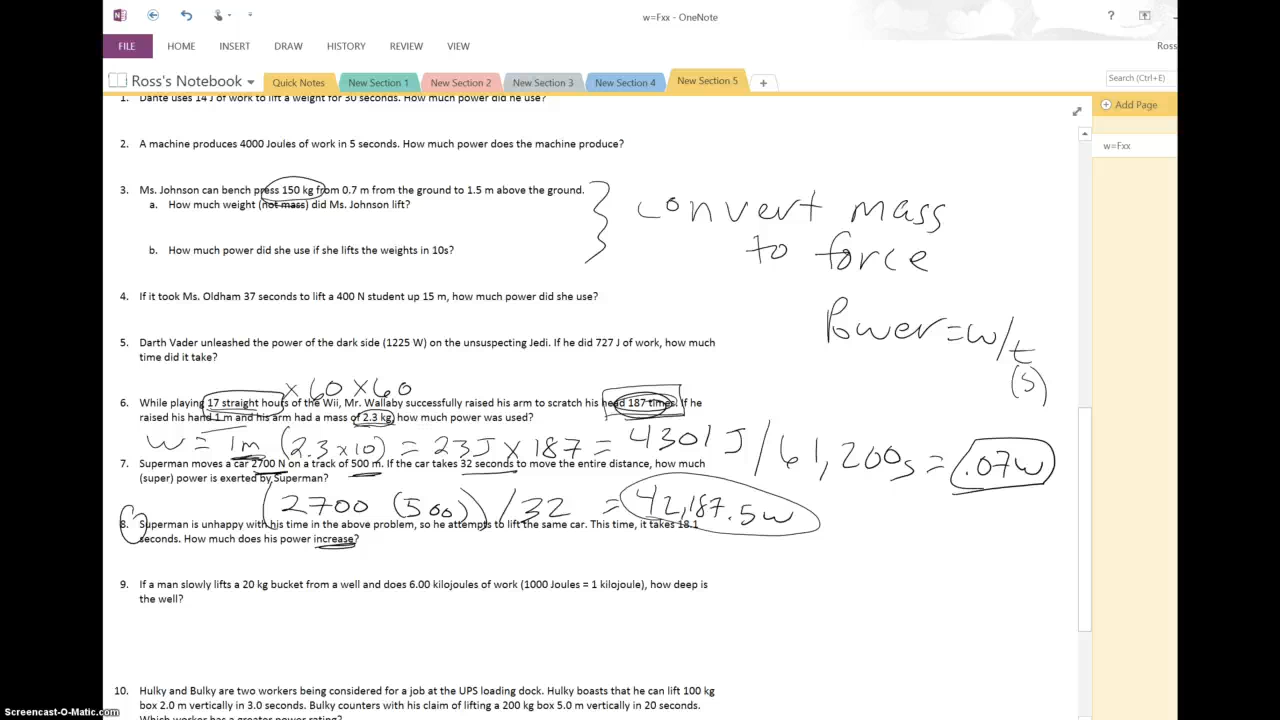 w=Fxx - OneNote
?
FILE HOME INSERT DRAW HISTORY REVIEW VIEW
Ross
Ross's Notebook Quick Notes New Section 1 New Section 2 New Section 3 New Section 4 New Section 5 + Search (Ctrl+E)
Add Page
w=Fxx
1. Dante uses 14 J of work to lift a weight for 30 seconds. How much power did he use?
2. A machine produces 4000 Joules of work in 5 seconds. How much power does the machine produce?
3. Ms. Johnson can bench press 150 kg from 0.7 m from the ground to 1.5 m above the ground.
a. How much weight (not mass) did Ms. Johnson lift?
convert mass
to force
b. How much power did she use if she lifts the weights in 10s?
4. If it took Ms. Oldham 37 seconds to lift a 400 N student up 15 m, how much power did she use?
Power = w/t
(s)
5. Darth Vader unleashed the power of the dark side (1225 W) on the unsuspecting Jedi. If he did 727 J of work, how much
time did it take?
x 60 x 60
6. While playing 17 straight hours of the Wii, Mr. Wallaby successfully raised his arm to scratch his head 187 times. If he
raised his hand 1 m and his arm had a mass of 2.3 kg, how much power was used?
w = 1m (2.3 x 10) = 23J x 187 = 4301 J / 61,200s = .07w
7. Superman moves a car 2700 N on a track of 500 m. If the car takes 32 seconds to move the entire distance, how much
(super) power is exerted by Superman?
(2700 (500)) / 32 = 42,187.5w
8. Superman is unhappy with his time in the above problem, so he attempts to lift the same car. This time, it takes 18.1
seconds. How much does his power increase?
9. If a man slowly lifts a 20 kg bucket from a well and does 6.00 kilojoules of work (1000 Joules = 1 kilojoule), how deep is
the well?
10. Hulky and Bulky are two workers being considered for a job at the UPS loading dock. Hulky boasts that he can lift 100 kg
box 2.0 m vertically in 3.0 seconds. Bulky counters with his claim of lifting a 200 kg box 5.0 m vertically in 20 seconds.
Which worker has a greater power rating?
Screencast-O-Matic.com